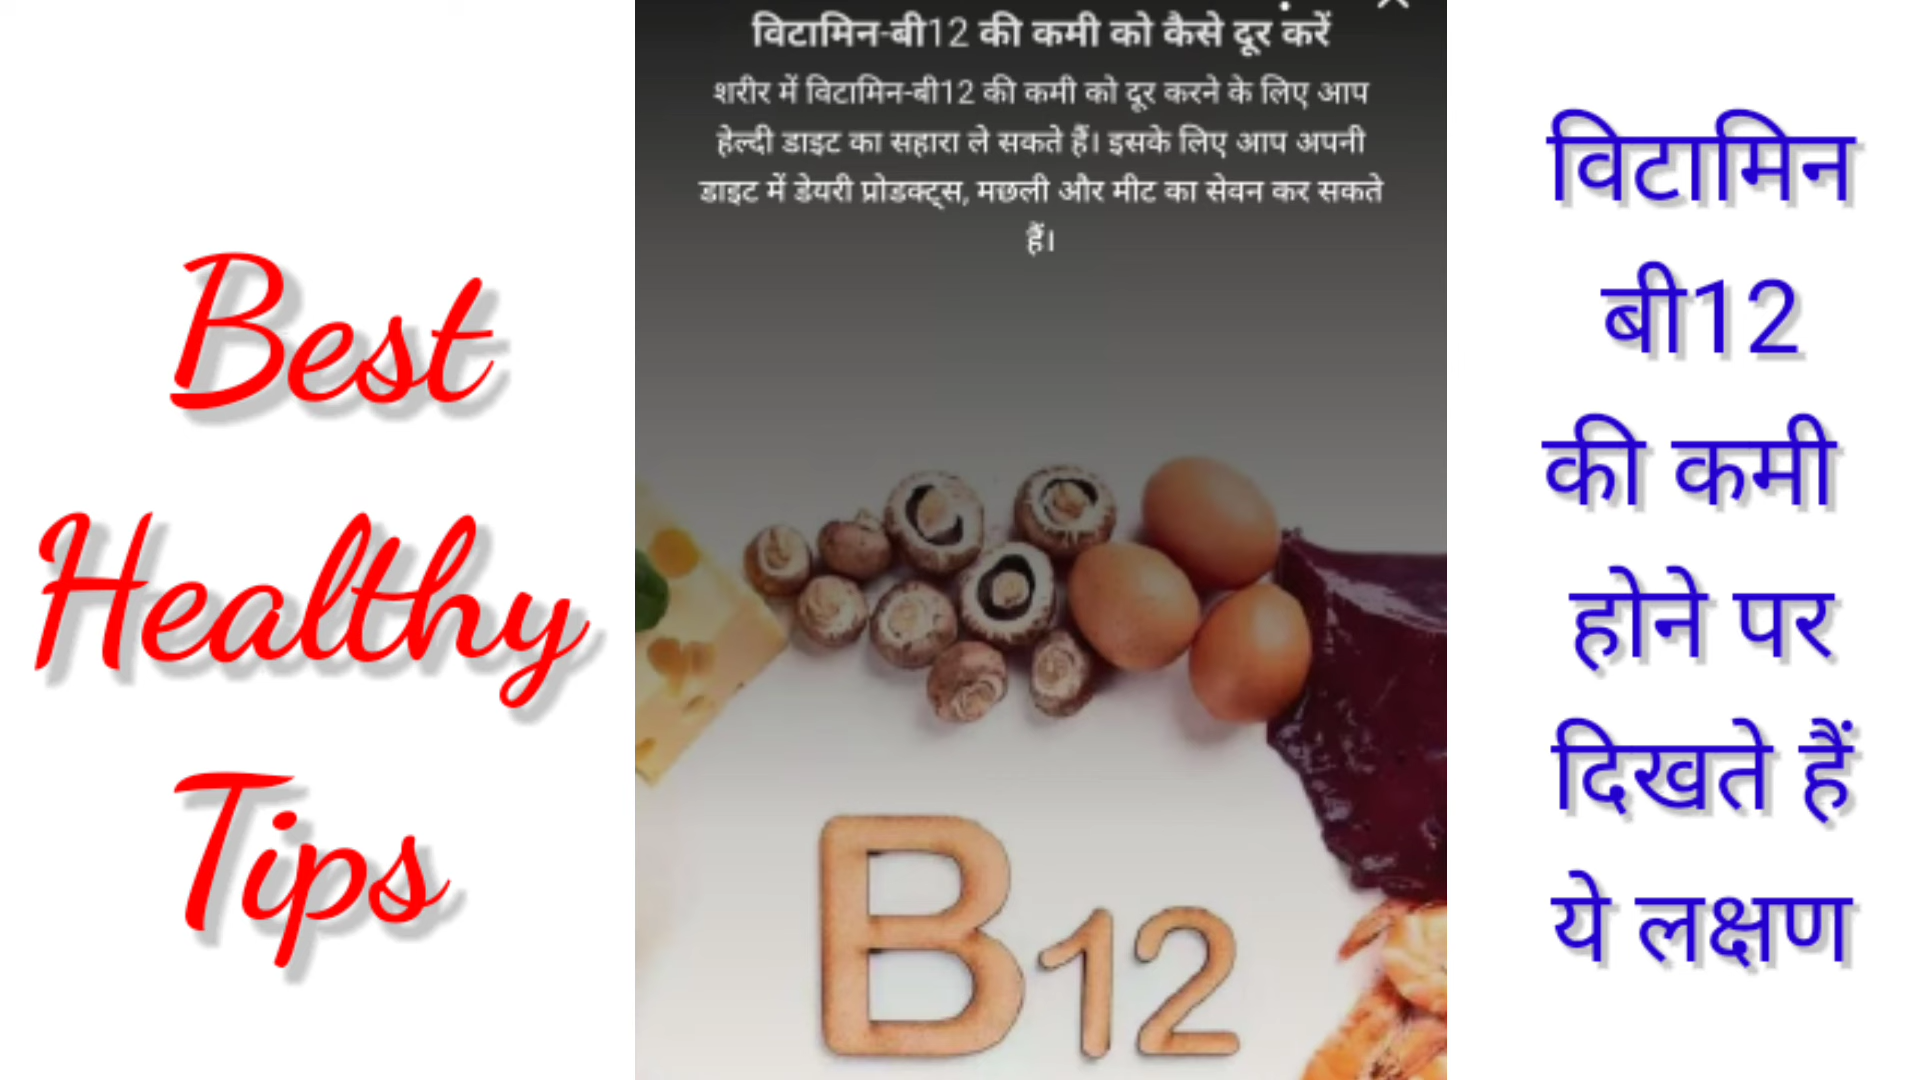 Best
Healthy
Tips
विटामिन-बी12 की कमी को कैसे दूर करें
शरीर में विटामिन-बी12 की कमी को दूर करने के लिए आप
हेल्दी डाइट का सहारा ले सकते हैं। इसके लिए आप अपनी
डाइट में डेयरी प्रोडक्ट्स, मछली और मीट का सेवन कर सकते
हैं।
B12
विटामिन
बी12
की कमी
होने पर
दिखते हैं
ये लक्षण